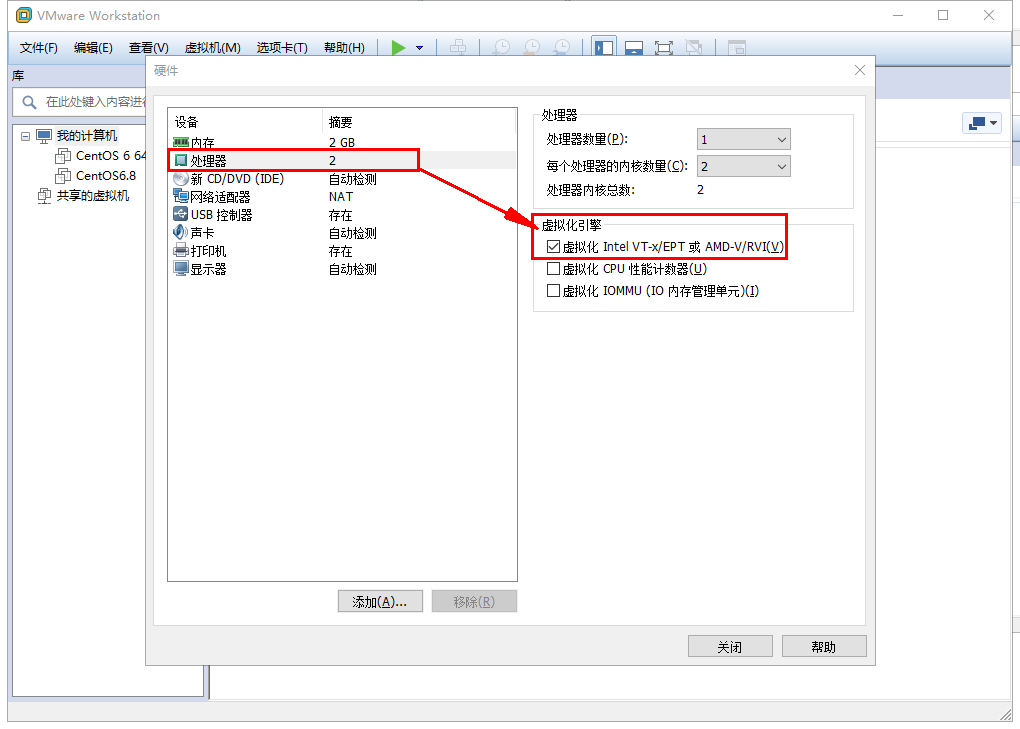 VMware Workstation
文件(F) 编辑(E) 查看(V) 虚拟机(M) 选项卡(T) 帮助(H)
库
在此处键入内容进
我的计算机
CentOS 6 64
CentOS6.8
共享的虚拟机
硬件
设备 摘要
内存 2 GB
处理器 2
新 CD/DVD (IDE) 自动检测
网络适配器 NAT
USB 控制器 存在
声卡 自动检测
打印机 存在
显示器 自动检测
添加(A)... 移除(R)
处理器
处理器数量(P): 1
每个处理器的内核数量(C): 2
处理器内核总数: 2
虚拟化引擎
虚拟化 Intel VT-x/EPT 或 AMD-V/RVI(V)
虚拟化 CPU 性能计数器(U)
虚拟化 IOMMU (IO 内存管理单元)(I)
关闭 帮助